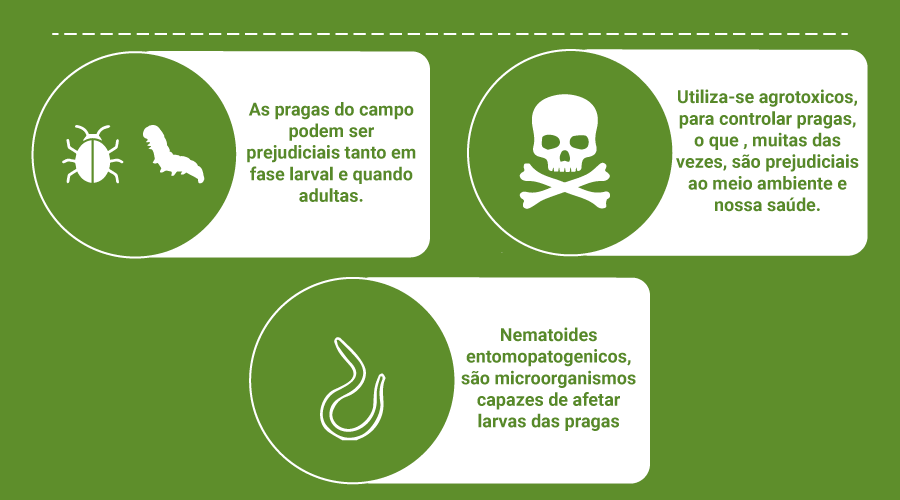 As pragas do campo
podem ser
prejudiciais tanto em
fase larval e quando
adultas.
Utiliza-se agrotoxicos,
para controlar pragas,
o que , muitas das
vezes, são prejudiciais
ao meio ambiente e
nossa saúde.
Nematoides
entomopatogenicos,
são microorganismos
capazes de afetar
larvas das pragas